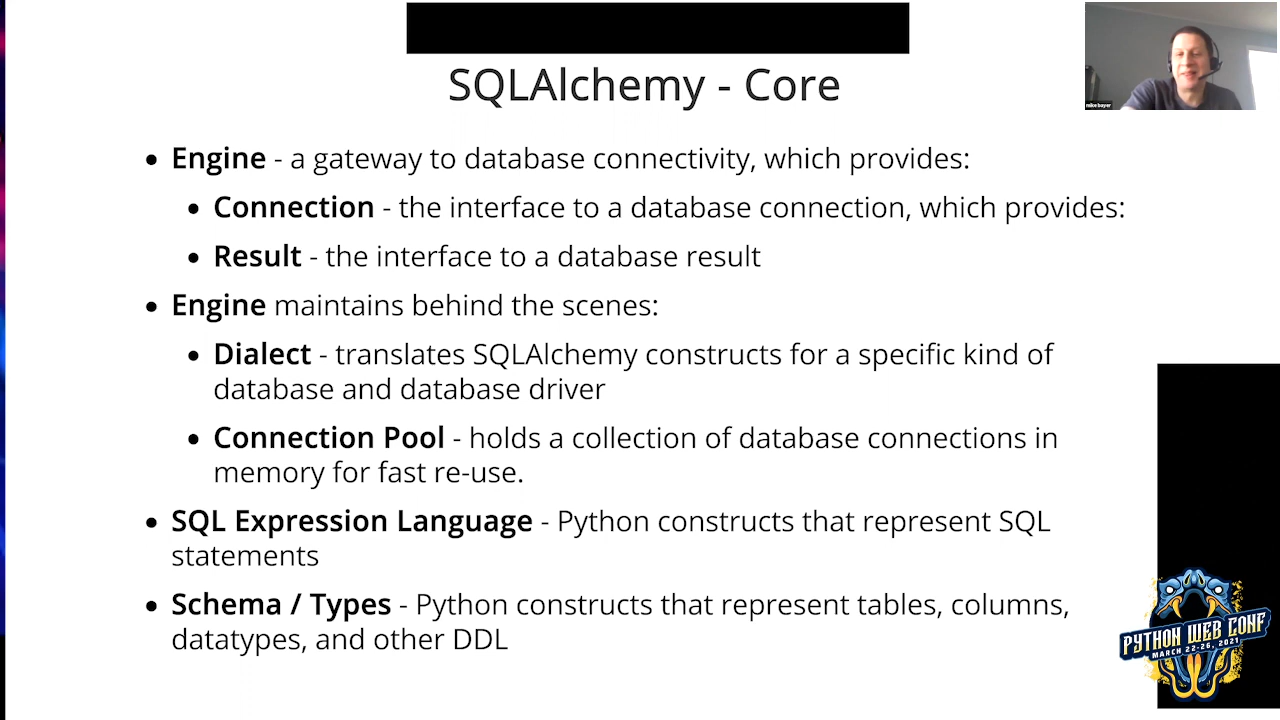 SQLAlchemy - Core
mike bayer
Engine - a gateway to database connectivity, which provides:
Connection - the interface to a database connection, which provides:
Result - the interface to a database result
Engine maintains behind the scenes:
Dialect - translates SQLAlchemy constructs for a specific kind of
database and database driver
Connection Pool - holds a collection of database connections in
memory for fast re-use.
SQL Expression Language - Python constructs that represent SQL
statements
Schema / Types - Python constructs that represent tables, columns,
datatypes, and other DDL
PYTHON WEB CONF
MARCH 22-26, 2021